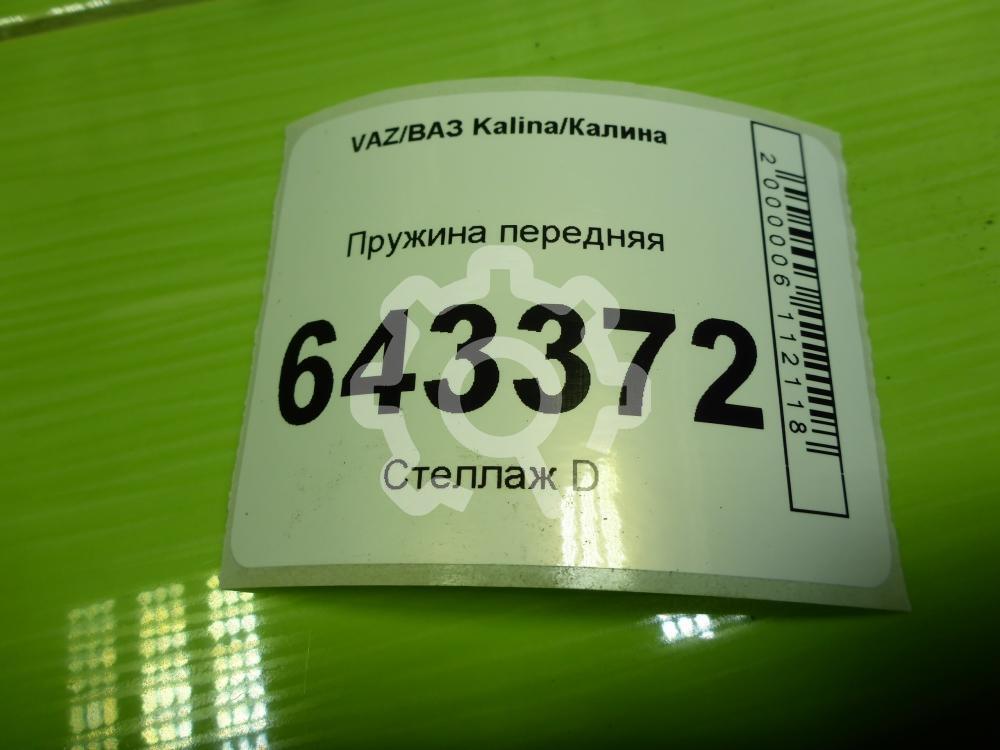 VAZ/ВАЗ Kalina/Калина
Пружина передняя
643372
Стеллаж D
2000006112118